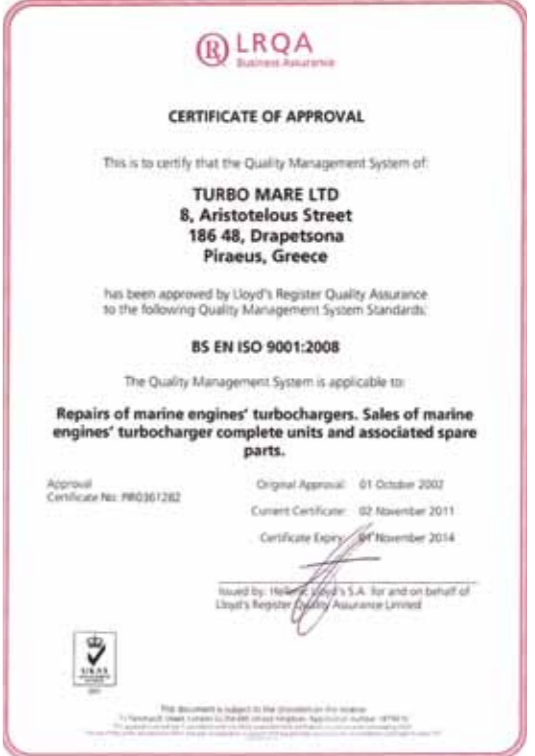 LRQA
Business Assurance
CERTIFICATE OF APPROVAL
This is to certify that the Quality Management System of:
TURBO MARE LTD
8, Aristotelous Street
186 48, Drapetsona
Piraeus, Greece
has been approved by Lloyd's Register Quality Assurance
to the following Quality Management System Standards:
BS EN ISO 9001:2008
The Quality Management System is applicable to:
Repairs of marine engines' turbochargers. Sales of marine
engines' turbocharger complete units and associated spare
parts.
Approval
Certificate No: PIR0361282
Original Approval: 01 October 2002
Current Certificate: 02 November 2011
Certificate Expiry: 01 November 2014
Issued by: Hellenic Lloyd's S.A. for and on behalf of
Lloyd's Register Quality Assurance Limited
UKAS
This document is subject to the provision on the reverse